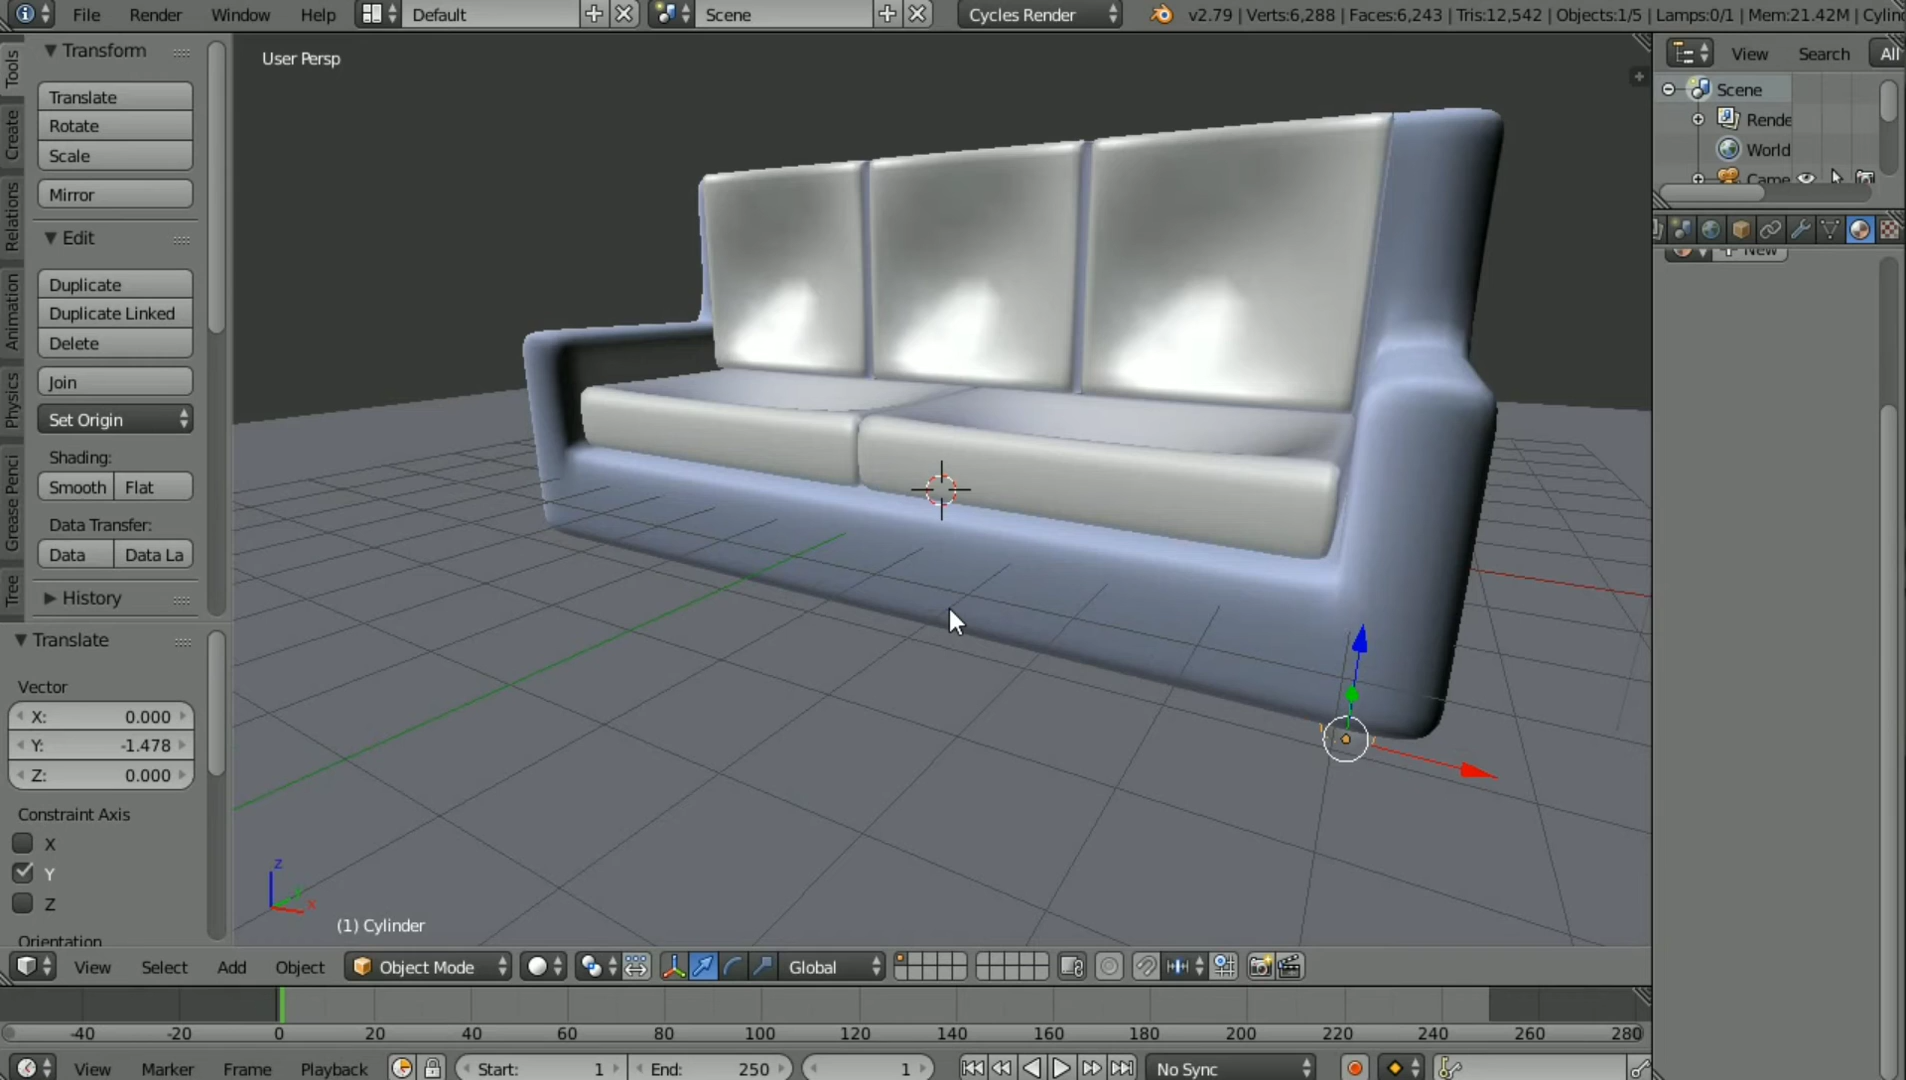 File Render Window Help Default Scene Cycles Render v2.79 | Verts:6,288 | Faces:6,243 | Tris:12,542 | Objects:1/5 | Lamps:0/1 | Mem:21.42M | Cylin
Tools
Create
Relations
Animation
Physics
Grease Penci
Tree
Transform
Translate
Rotate
Scale
Mirror
Edit
Duplicate
Duplicate Linked
Delete
Join
Set Origin
Shading:
Smooth Flat
Data Transfer:
Data Data La
History
Translate
Vector
X: 0.000
Y: -1.478
Z: 0.000
Constraint Axis
X
Y
Z
Orientation
User Persp
z
x
(1) Cylinder
View Search All
Scene
Rende
World
Came
New
View Select Add Object Object Mode Global
-40 -20 0 20 40 60 80 100 120 140 160 180 200 220 240 260 280
View Marker Frame Playback Start: 1 End: 250 1 No Sync